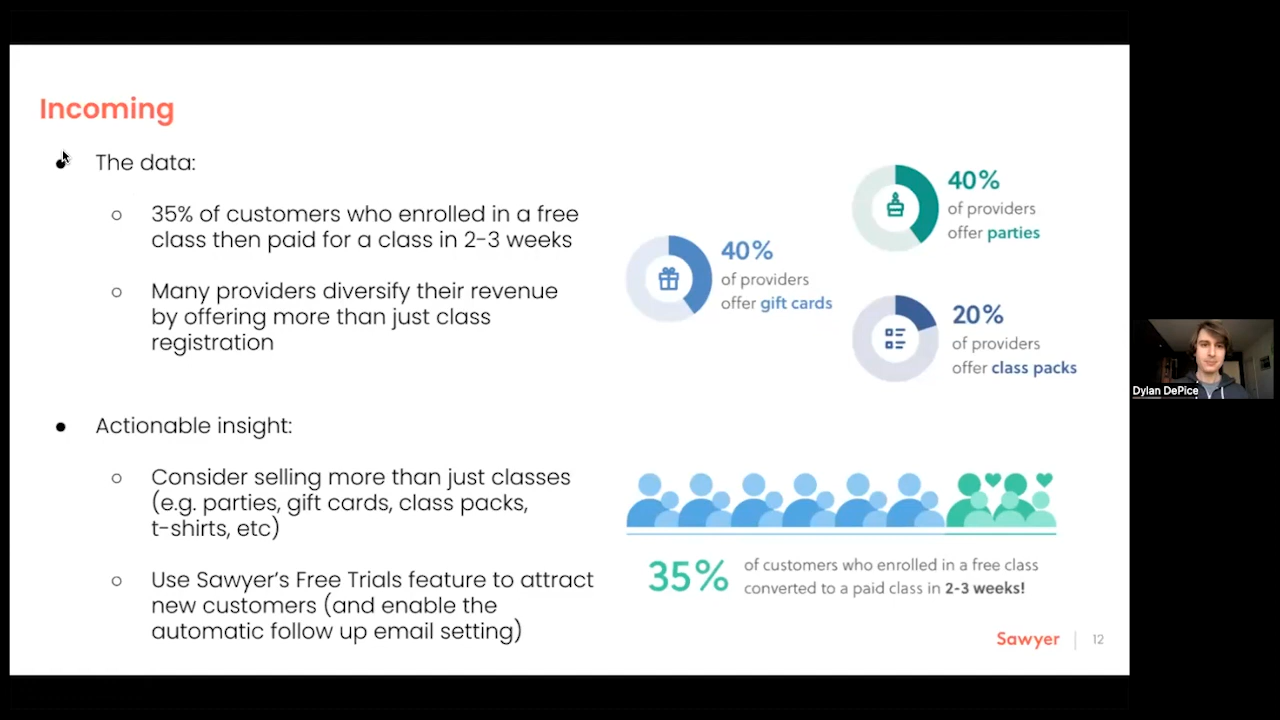 Incoming
● The data:
○ 35% of customers who enrolled in a free
class then paid for a class in 2-3 weeks
○ Many providers diversify their revenue
by offering more than just class
registration
● Actionable insight:
○ Consider selling more than just classes
(e.g. parties, gift cards, class packs,
t-shirts, etc)
○ Use Sawyer's Free Trials feature to attract
new customers (and enable the
automatic follow up email setting)
40%
of providers
offer gift cards
40%
of providers
offer parties
20%
of providers
offer class packs
35%
of customers who enrolled in a free class
converted to a paid class in 2-3 weeks!
Sawyer | 12
Dylan DePice